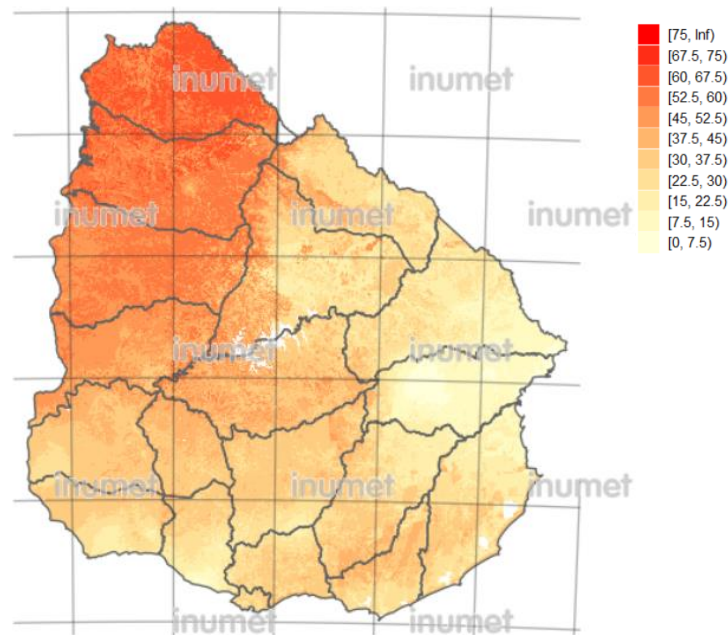 [75, Inf)
[67.5, 75)
[60, 67.5)
[52.5, 60)
[45, 52.5)
[37.5, 45)
[30, 37.5)
[22.5, 30)
[15, 22.5)
[7.5, 15)
[0, 7.5)
inumet inumet
inumet inumet inumet
inumet inumet
inumet inumet inumet
inumet inumet